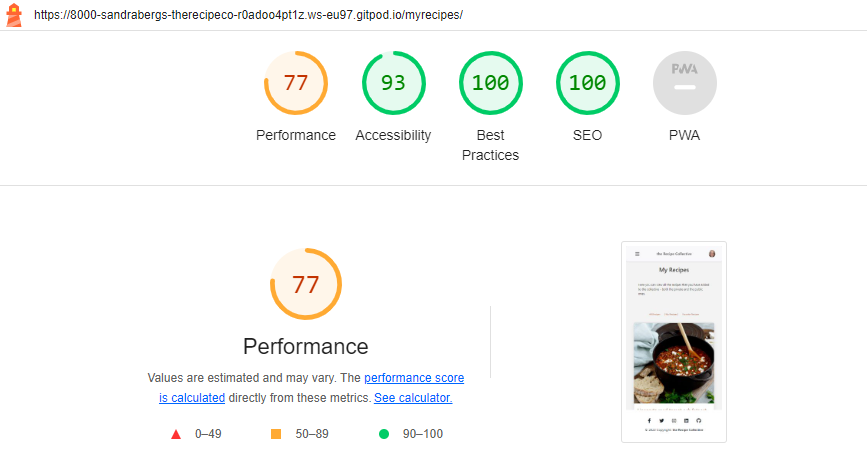 https://8000-sandrabergs-therecipeco-r0adoo4pt1z.ws-eu97.gitpod.io/myrecipes/
77
93
100
100
PWA
Performance
Accessibility
Best
Practices
SEO
PWA
77
Performance
Values are estimated and may vary. The performance score
is calculated directly from these metrics. See calculator.
0–49
50–89
90–100
the Recipe Collective
My Recipes